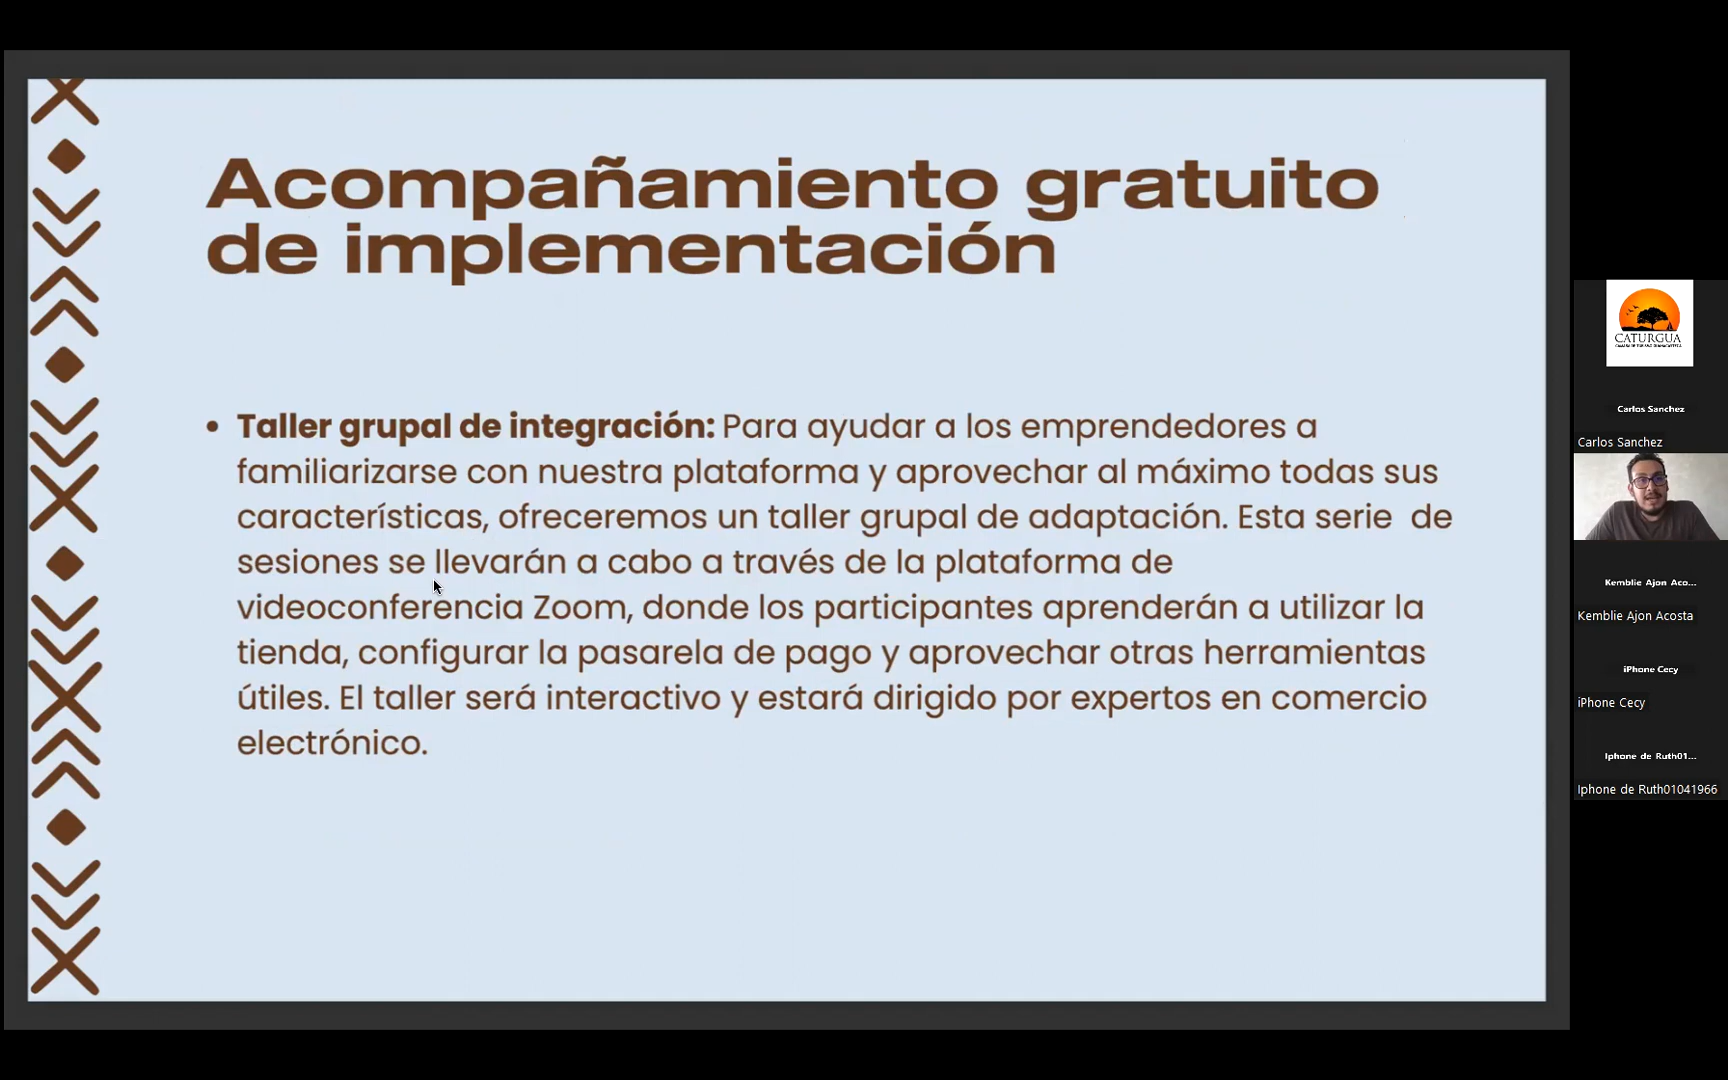 Acompañamiento gratuito
de implementación
• Taller grupal de integración: Para ayudar a los emprendedores a
familiarizarse con nuestra plataforma y aprovechar al máximo todas sus
características, ofreceremos un taller grupal de adaptación. Esta serie de
sesiones se llevarán a cabo a través de la plataforma de
videoconferencia Zoom, donde los participantes aprenderán a utilizar la
tienda, configurar la pasarela de pago y aprovechar otras herramientas
útiles. El taller será interactivo y estará dirigido por expertos en comercio
electrónico.
CATURGUA
Carlos Sanchez
Carlos Sanchez
Kemblie Ajon Aco...
Kemblie Ajon Acosta
iPhone Cecy
iPhone Cecy
Iphone de Ruth01...
Iphone de Ruth01041966